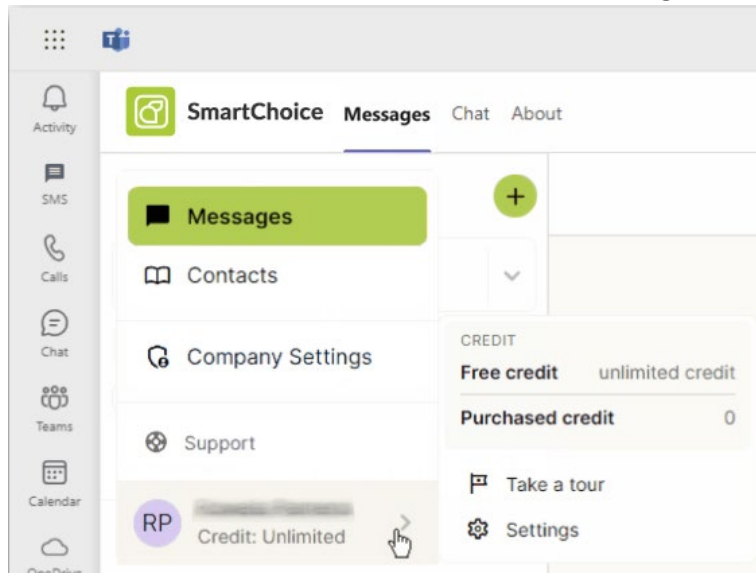 Activity
SMS
Calls
Chat
Teams
Calendar
SmartChoice Messages Chat About
Messages
Contacts
Company Settings
Support
RP
Credit: Unlimited
CREDIT
Free credit unlimited credit
Purchased credit 0
Take a tour
Settings